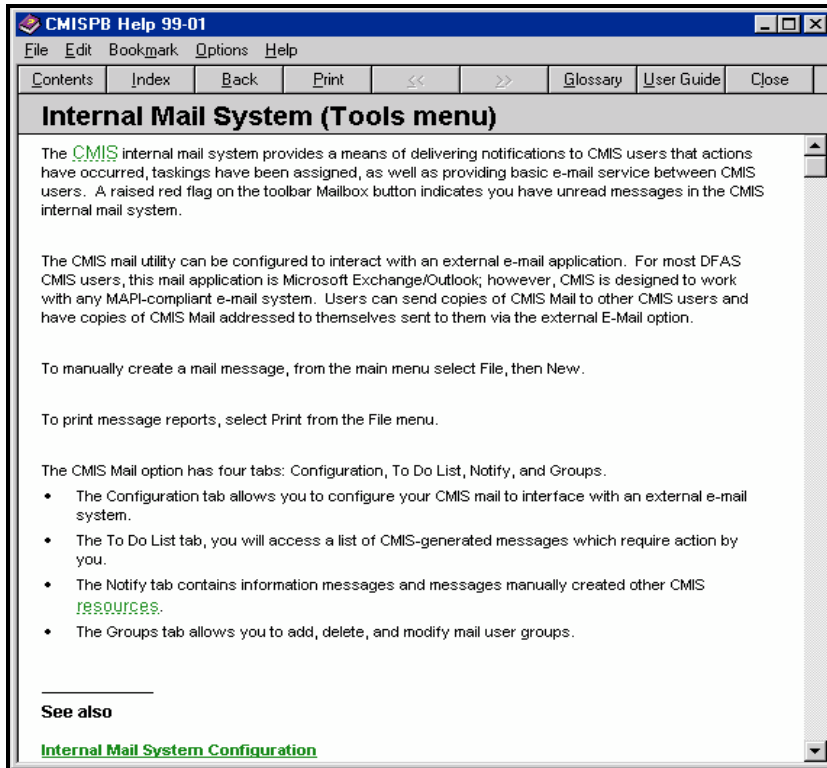 CMISPB Help 99-01
File Edit Bookmark Options Help
Contents Index Back Print << >> Glossary User Guide Close
Internal Mail System (Tools menu)
The CMIS internal mail system provides a means of delivering notifications to CMIS users that actions
have occurred, taskings have been assigned, as well as providing basic e-mail service between CMIS
users. A raised red flag on the toolbar Mailbox button indicates you have unread messages in the CMIS
internal mail system.
The CMIS mail utility can be configured to interact with an external e-mail application. For most DFAS
CMIS users, this mail application is Microsoft Exchange/Outlook; however, CMIS is designed to work
with any MAPI-compliant e-mail system. Users can send copies of CMIS Mail to other CMIS users and
have copies of CMIS Mail addressed to themselves sent to them via the external E-Mail option.
To manually create a mail message, from the main menu select File, then New.
To print message reports, select Print from the File menu.
The CMIS Mail option has four tabs: Configuration, To Do List, Notify, and Groups.
• The Configuration tab allows you to configure your CMIS mail to interface with an external e-mail
system.
• The To Do List tab, you will access a list of CMIS-generated messages which require action by
you.
• The Notify tab contains information messages and messages manually created other CMIS
resources.
• The Groups tab allows you to add, delete, and modify mail user groups.
See also
Internal Mail System Configuration